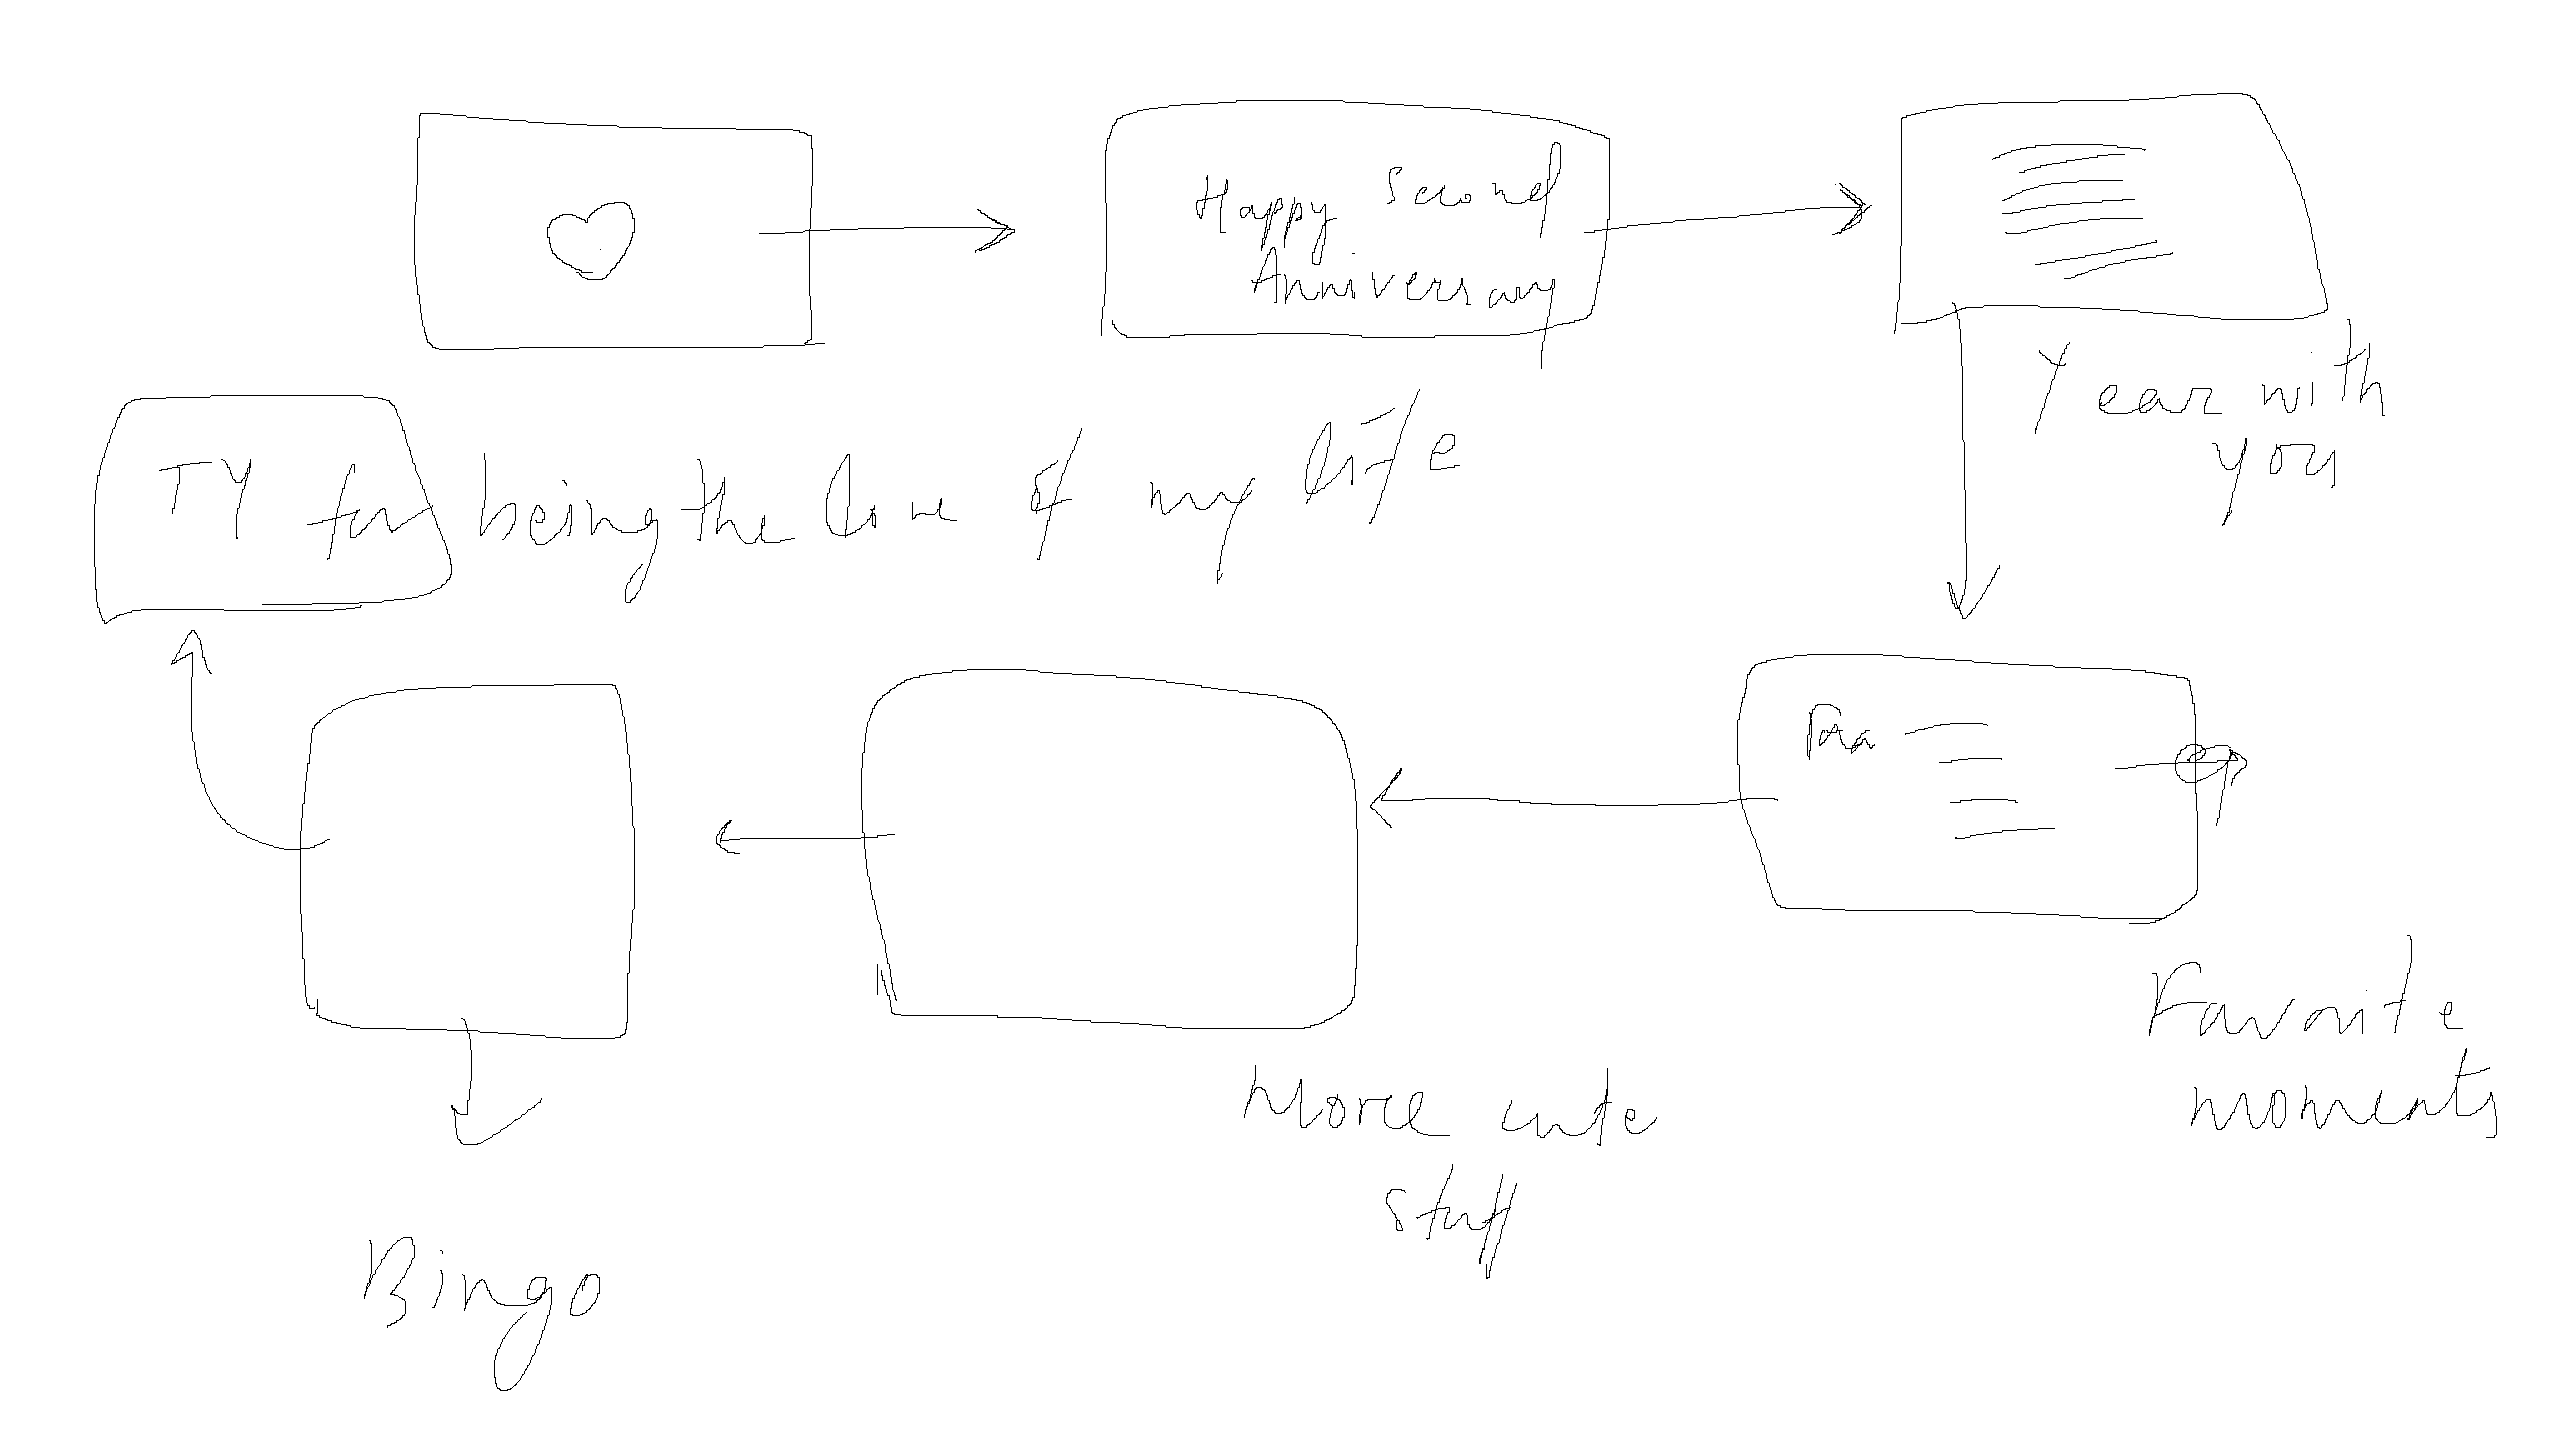 Happy Second
Anniversary
Year with
you
TY for being the love of my life
Favorite
moments
More cute
stuff
Bingo